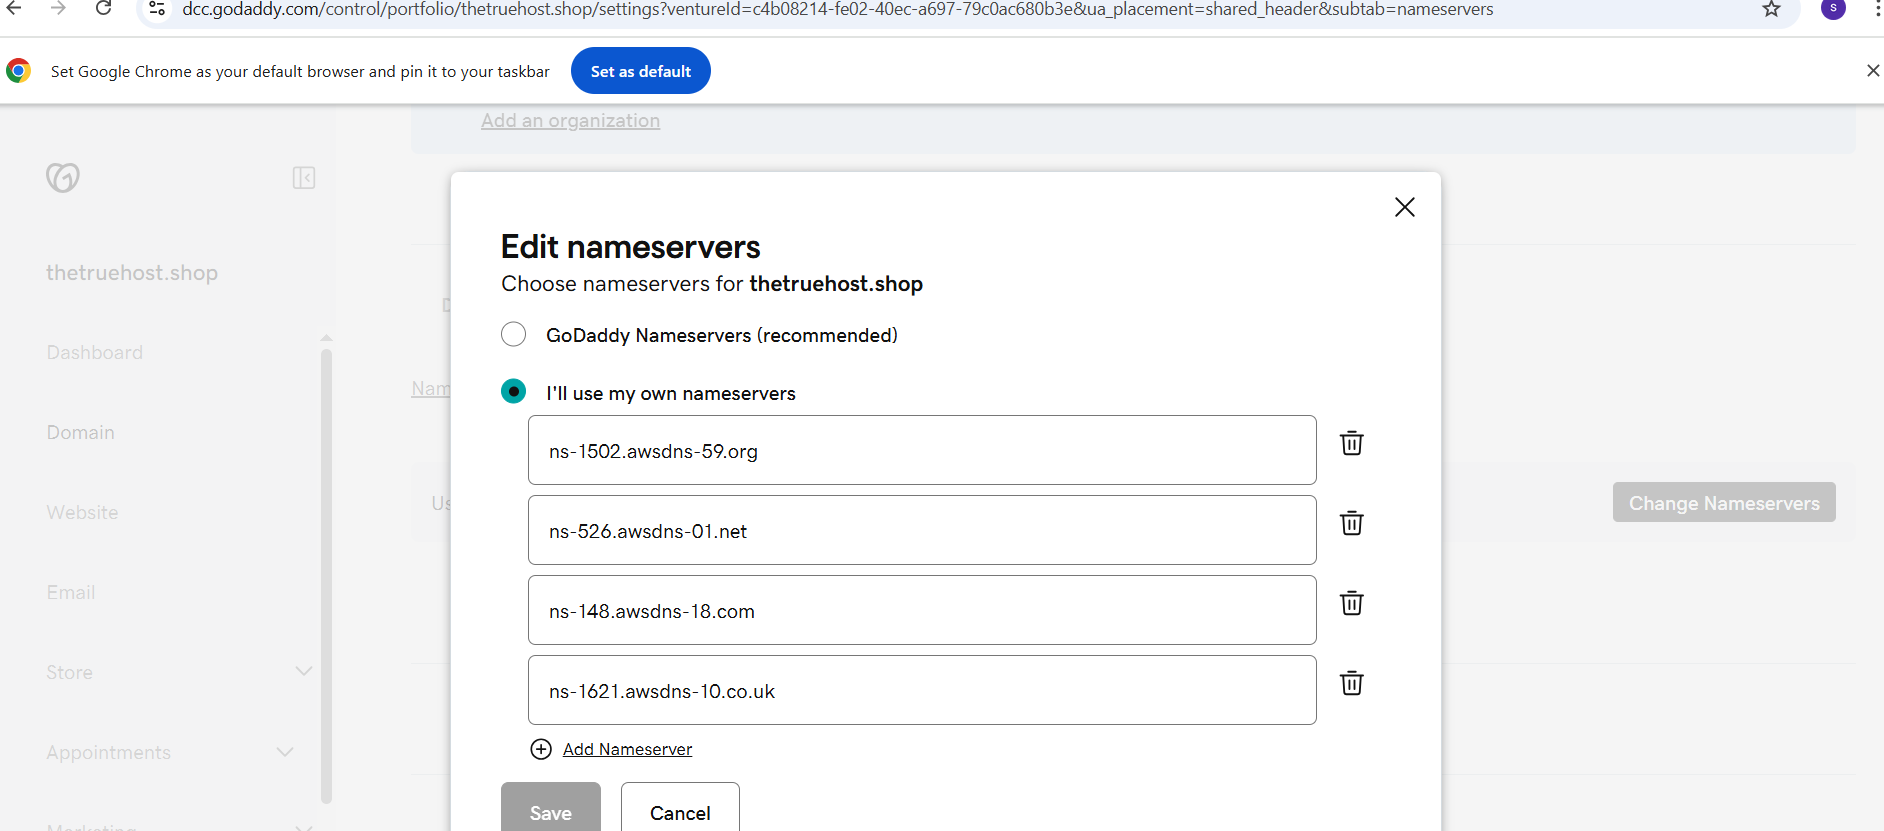 dcc.godaddy.com/control/portfolio/thetruehost.shop/settings?ventureId=c4b08214-fe02-40ec-a697-79c0ac680b3e&ua_placement=shared_header&subtab=nameservers
S
Set Google Chrome as your default browser and pin it to your taskbar
Set as default
Add an organization
thetruehost.shop
Dashboard
Domain
Website
Email
Store
Appointments
Marketing
Nam
Us
Change Nameservers
Edit nameservers
Choose nameservers for thetruehost.shop
GoDaddy Nameservers (recommended)
I'll use my own nameservers
ns-1502.awsdns-59.org
ns-526.awsdns-01.net
ns-148.awsdns-18.com
ns-1621.awsdns-10.co.uk
Add Nameserver
Save
Cancel